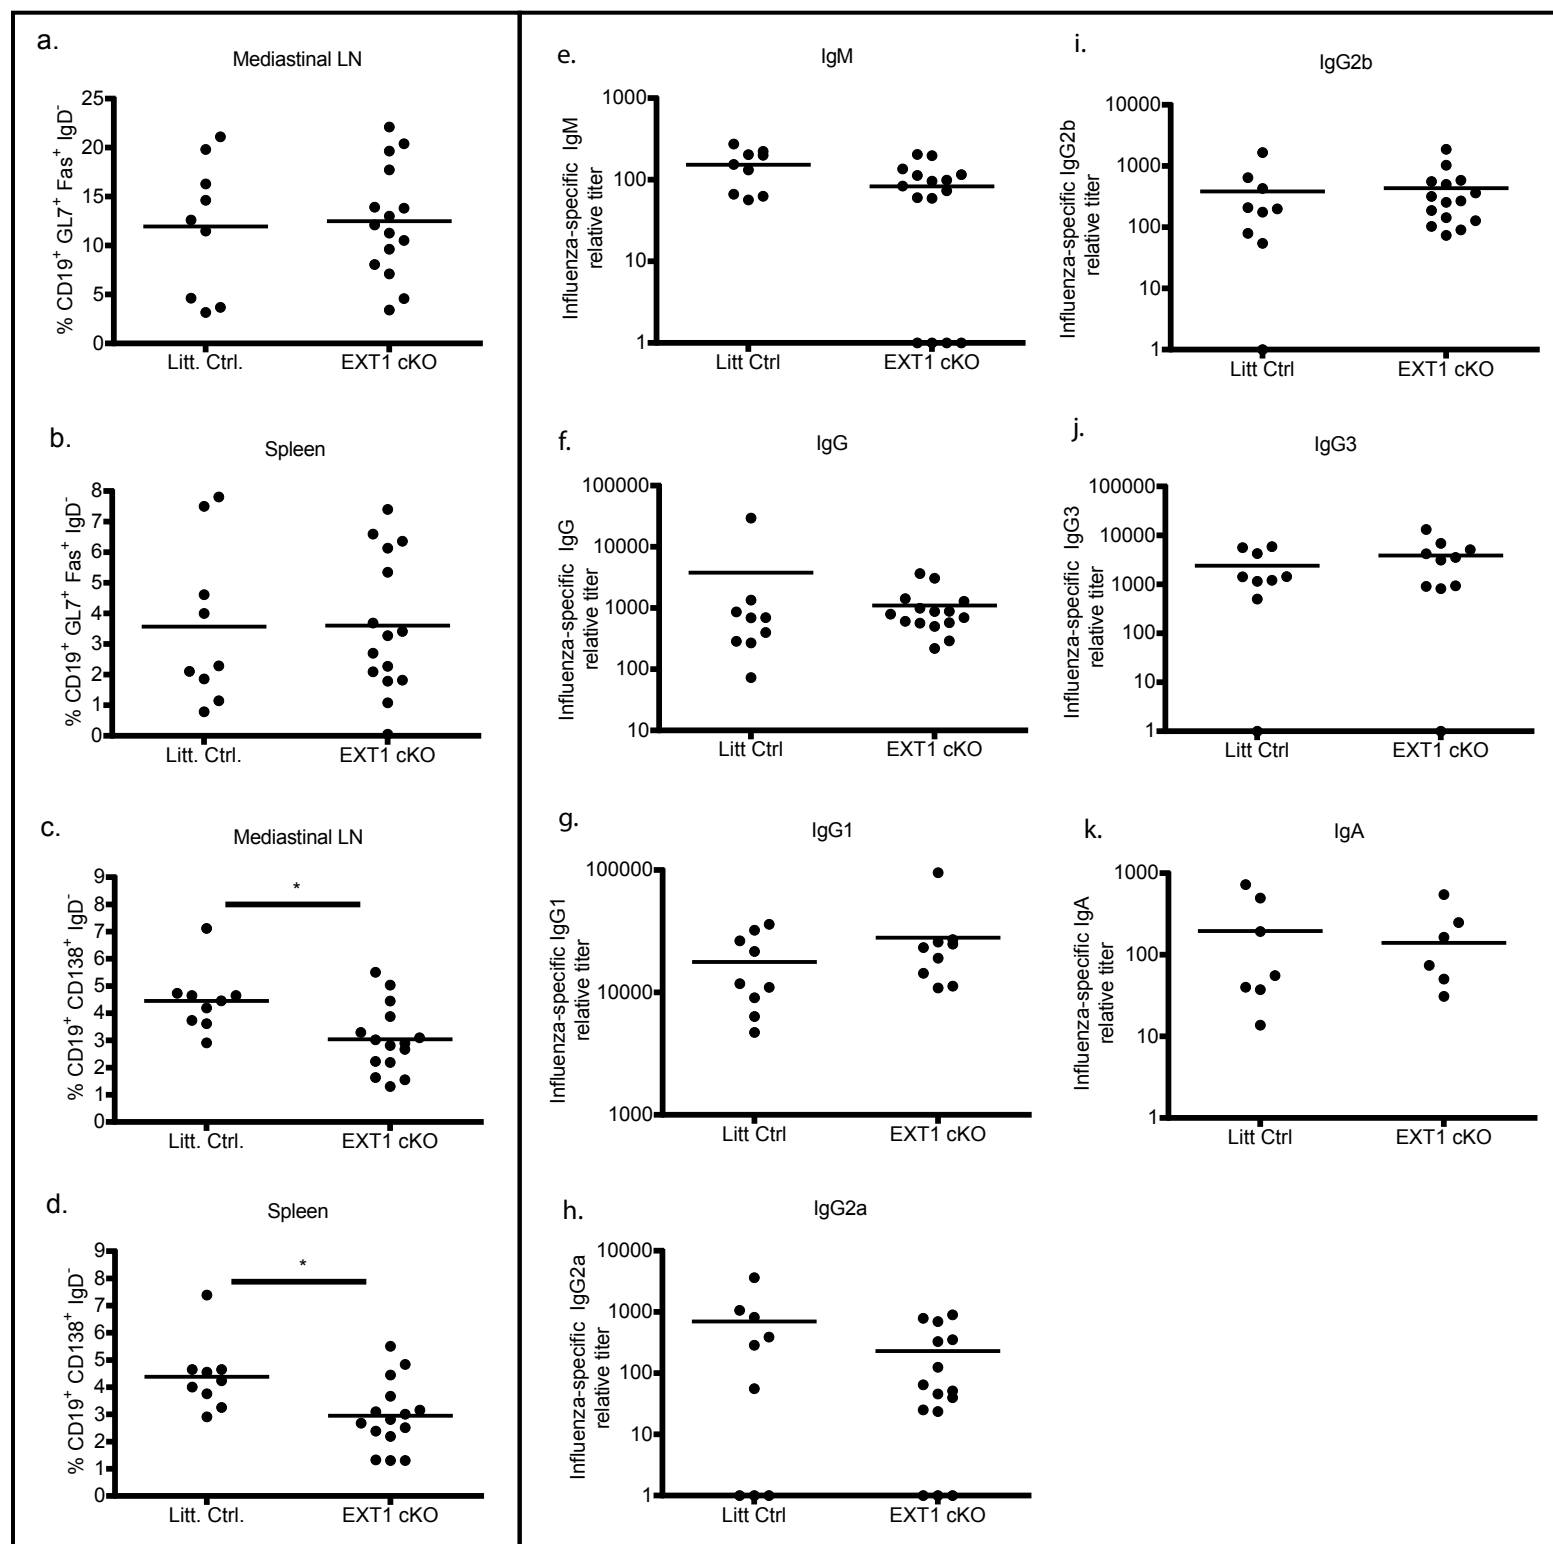 a.
Mediastinal LN
% CD19+ GL7+ Fas+ IgD-
25
20
15
10
5
0
Litt. Ctrl.
EXT1 cKO
b.
Spleen
% CD19+ GL7+ Fas+ IgD-
8
7
6
5
4
3
2
1
0
Litt. Ctrl.
EXT1 cKO
c.
Mediastinal LN
% CD19+ CD138+ IgD-
9
8
7
6
5
4
3
2
1
0
*
Litt. Ctrl.
EXT1 cKO
d.
Spleen
% CD19+ CD138+ IgD-
9
8
7
6
5
4
3
2
1
0
*
Litt. Ctrl.
EXT1 cKO
e.
IgM
Influenza-specific IgM
relative titer
1000
100
10
1
Litt Ctrl
EXT1 cKO
f.
IgG
Influenza-specific IgG
relative titer
100000
10000
1000
100
10
Litt Ctrl
EXT1 cKO
g.
IgG1
Influenza-specific IgG1
relative titer
100000
10000
1000
Litt Ctrl
EXT1 cKO
h.
IgG2a
Influenza-specific IgG2a
relative titer
10000
1000
100
10
1
Litt Ctrl
EXT1 cKO
i.
IgG2b
Influenza-specific IgG2b
relative titer
10000
1000
100
10
1
Litt Ctrl
EXT1 cKO
j.
IgG3
Influenza-specific IgG3
relative titer
100000
10000
1000
100
10
1
Litt Ctrl
EXT1 cKO
k.
IgA
Influenza-specific IgA
relative titer
1000
100
10
1
Litt Ctrl
EXT1 cKO